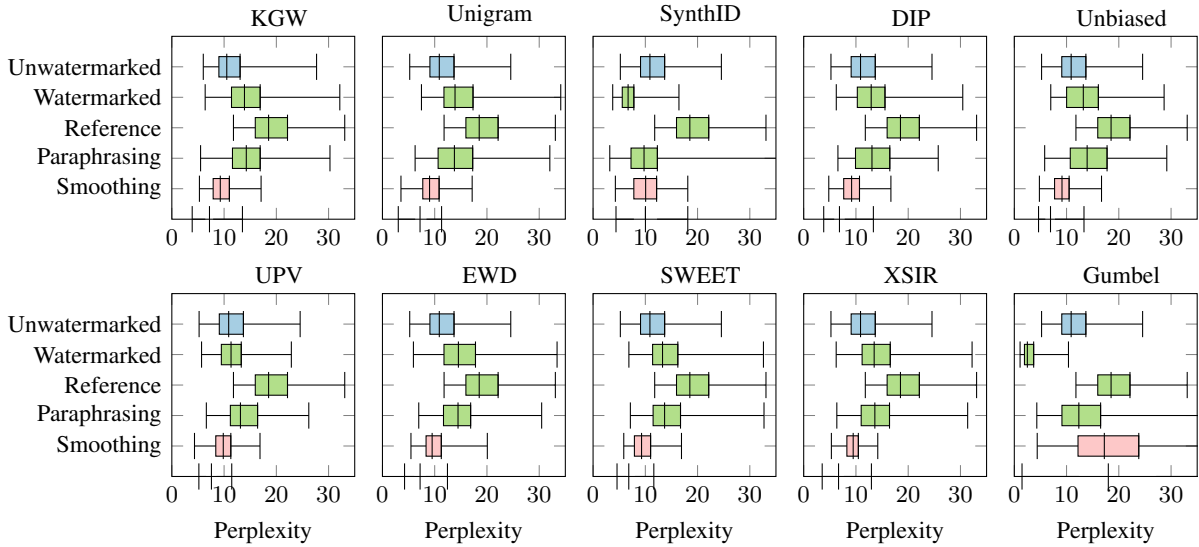 KGW Unigram SynthID DIP Unbiased
Unwatermarked
Watermarked
Reference
Paraphrasing
Smoothing
0 10 20 30 0 10 20 30 0 10 20 30 0 10 20 30 0 10 20 30
UPV EWD SWEET XSIR Gumbel
Unwatermarked
Watermarked
Reference
Paraphrasing
Smoothing
0 10 20 30 0 10 20 30 0 10 20 30 0 10 20 30 0 10 20 30
Perplexity Perplexity Perplexity Perplexity Perplexity